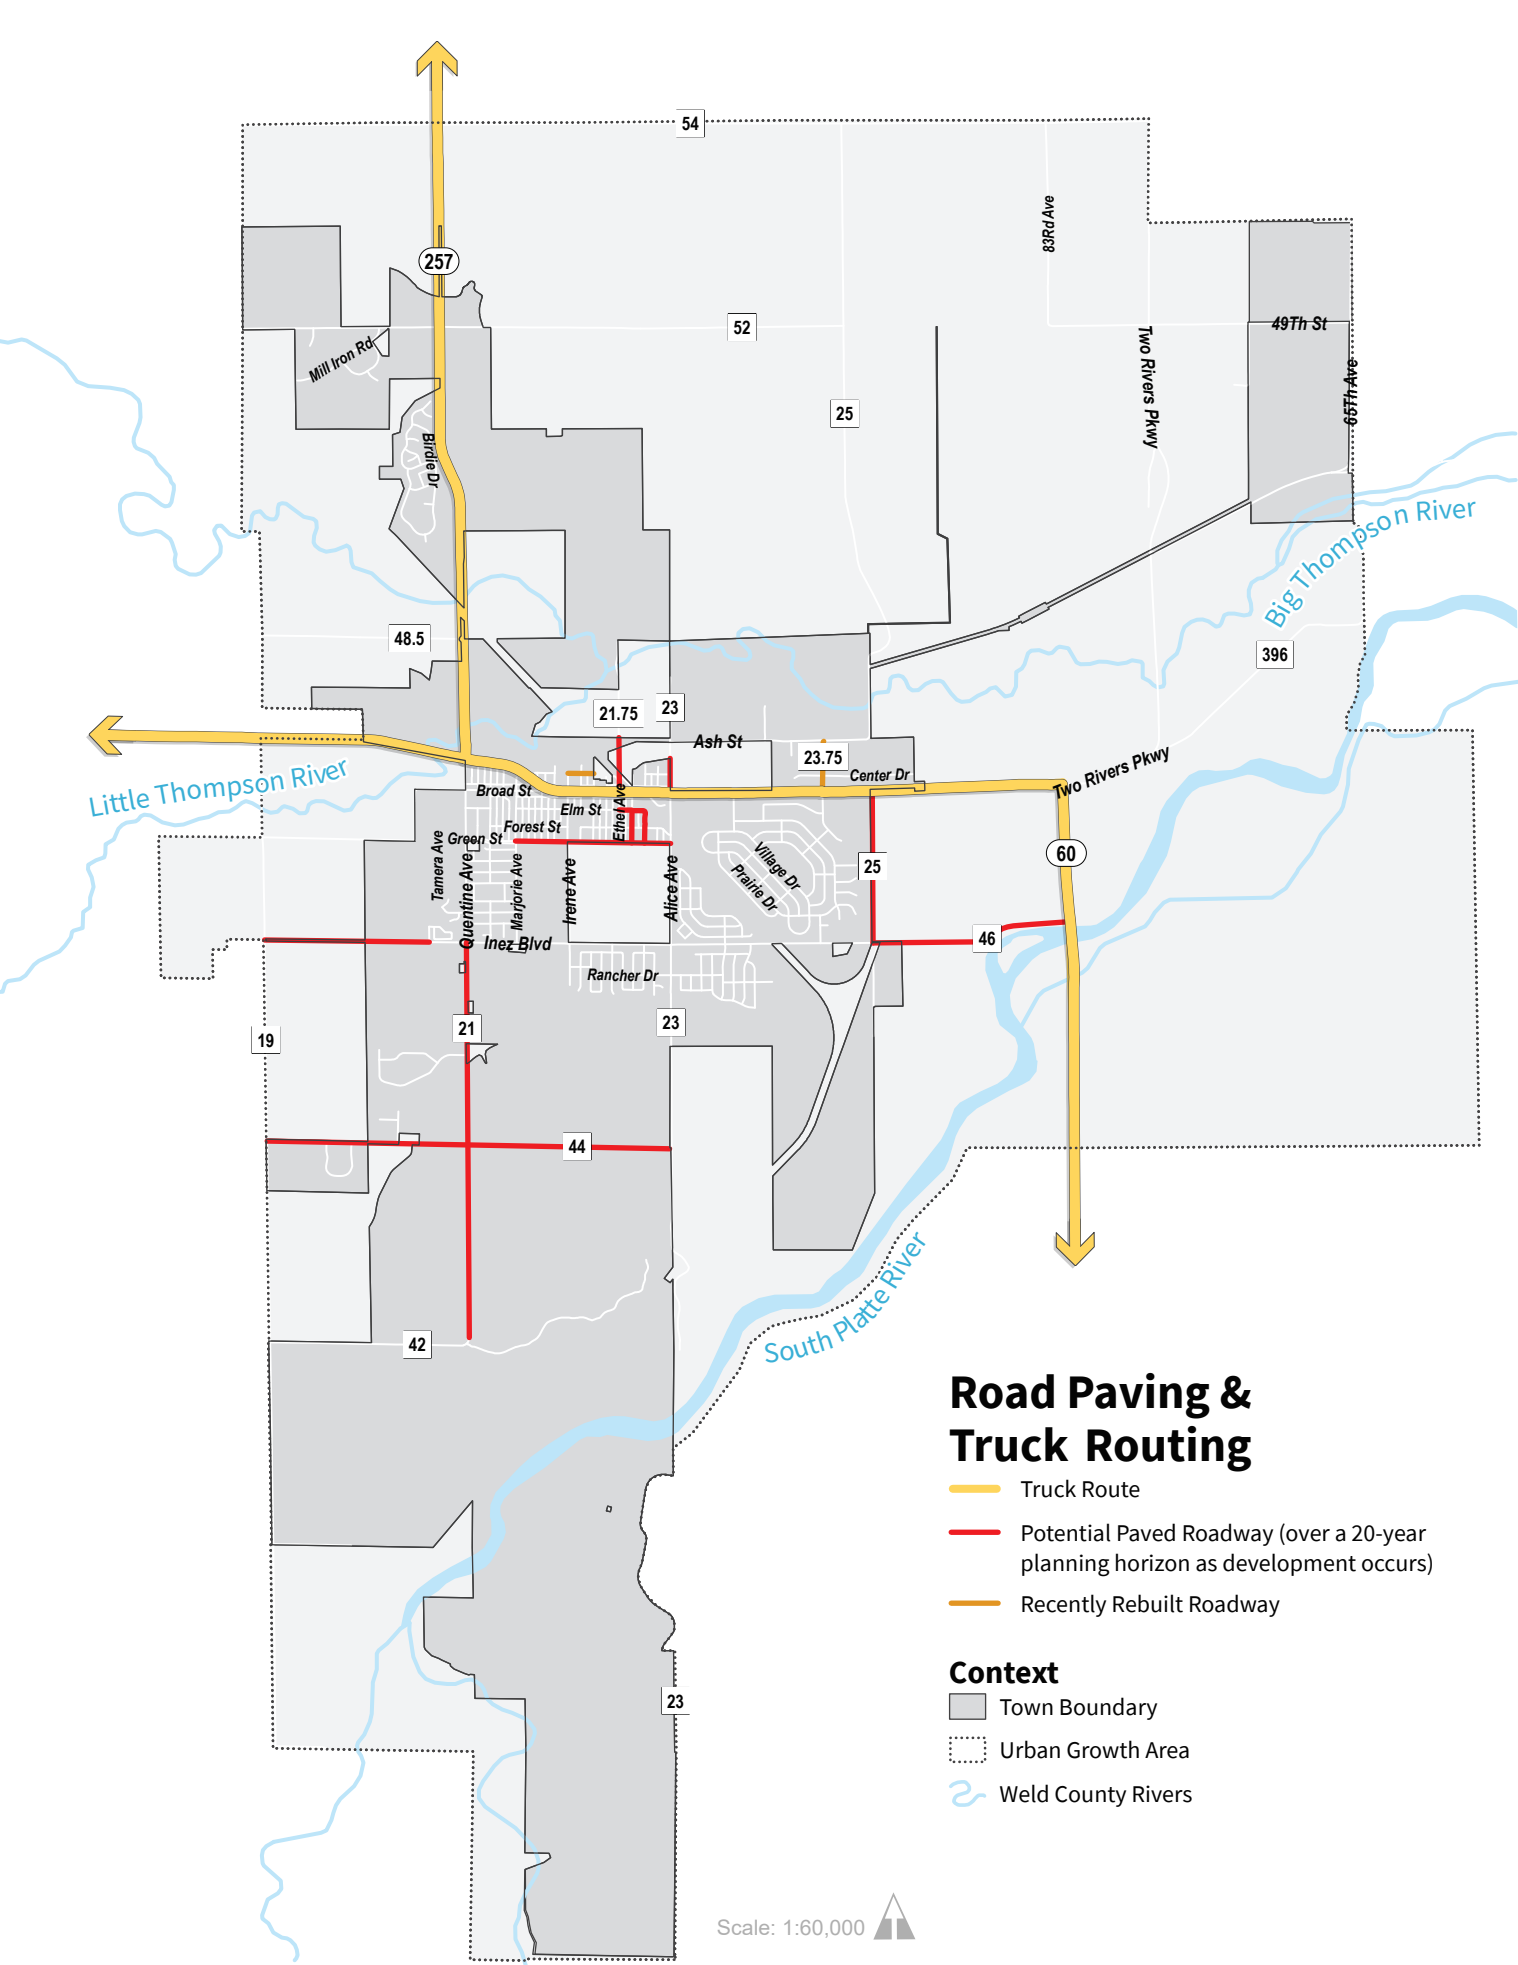 54
83Rd Ave
257
52
49Th St
Mill Iron Rd
Two Rivers Pkwy
65Th Ave
25
Birdie Dr
Big Thompson River
48.5
396
21.75
23
Ash St
23.75
Center Dr
Two Rivers Pkwy
Little Thompson River
Broad St
Elm St
Ethel Ave
Forest St
Green St
60
Tamera Ave
Quentine Ave
Marjorie Ave
Irene Ave
Alice Ave
Village Dr
Prairie Dr
25
Inez Blvd
46
Rancher Dr
19
21
23
44
South Platte River
42
Road Paving &
Truck Routing
Truck Route
Potential Paved Roadway (over a 20-year
planning horizon as development occurs)
Recently Rebuilt Roadway
Context
Town Boundary
Urban Growth Area
Weld County Rivers
23
Scale: 1:60,000